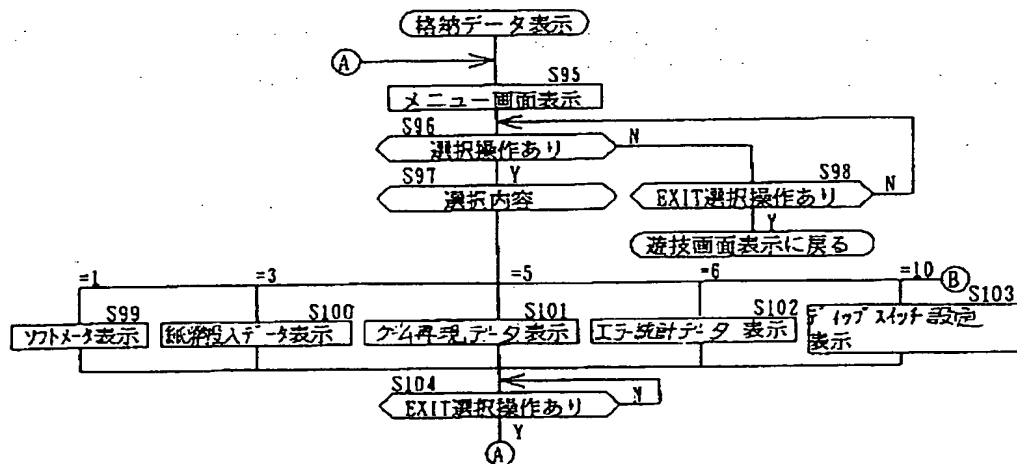 格納データ表示
A
S95
メニュー画面表示
S96
選択操作あり
N
S97
Y
選択内容
S98
EXIT選択操作あり
N
Y
遊技画面表示に戻る
=1
=3
=5
=6
=10
B
S99
ソフトメータ表示
S100
紙幣投入データ表示
S101
ゲーム再現データ表示
S102
エラー統計データ表示
S103
ディップスイッチ設定
表示
S104
EXIT選択操作あり
N
Y
A